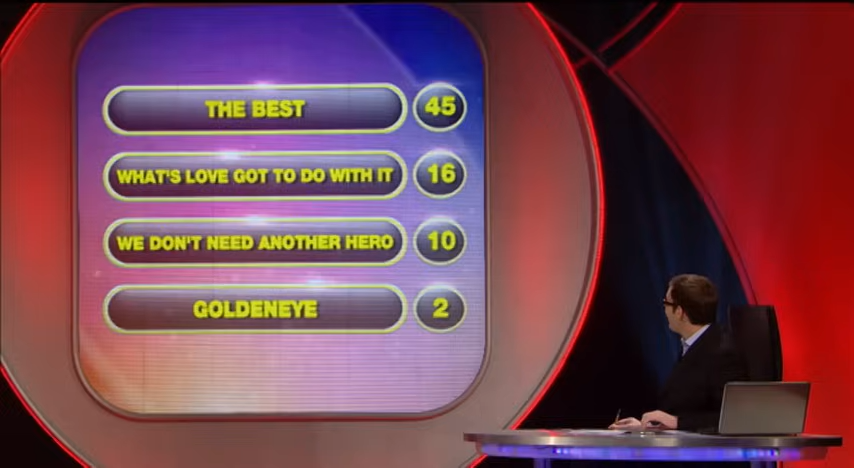 THE BEST 45
WHAT'S LOVE GOT TO DO WITH IT 16
WE DON'T NEED ANOTHER HERO 10
GOLDENEYE 2